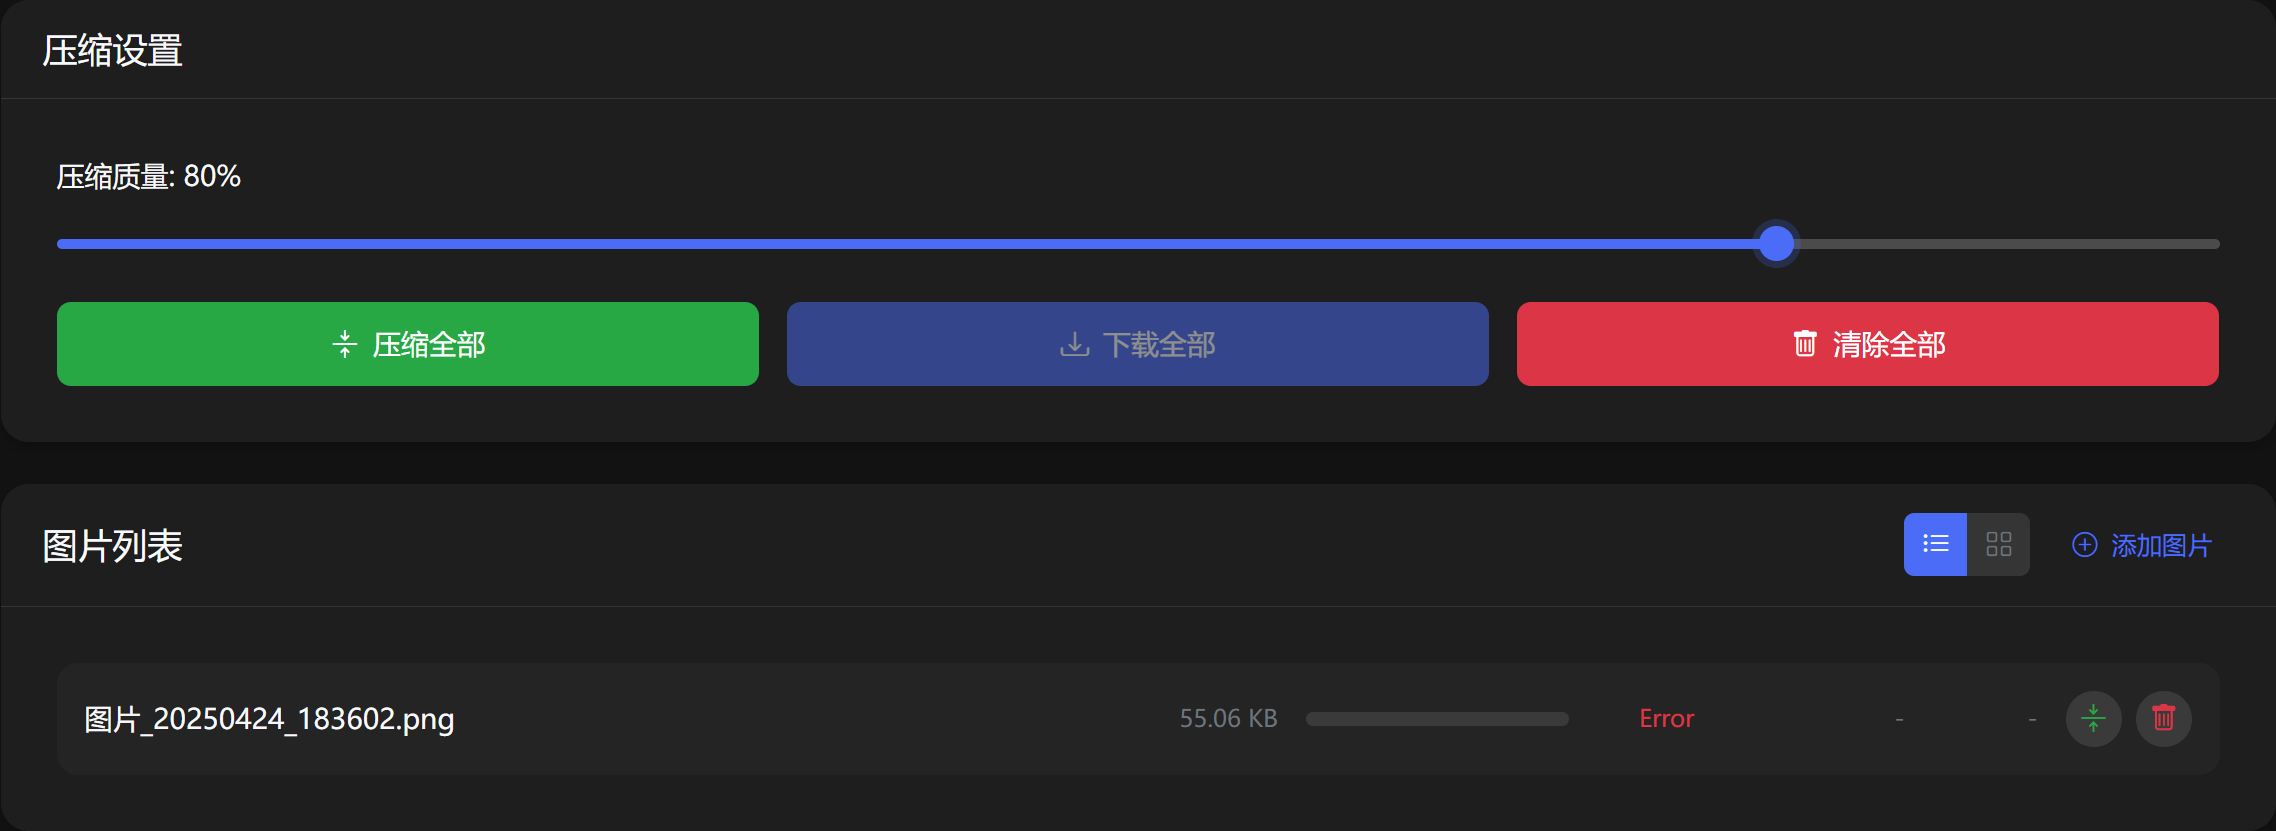 压缩设置
压缩质量: 80%
压缩全部 下载全部 清除全部
图片列表 添加图片
图片_20250424_183602.png 55.06 KB Error - -